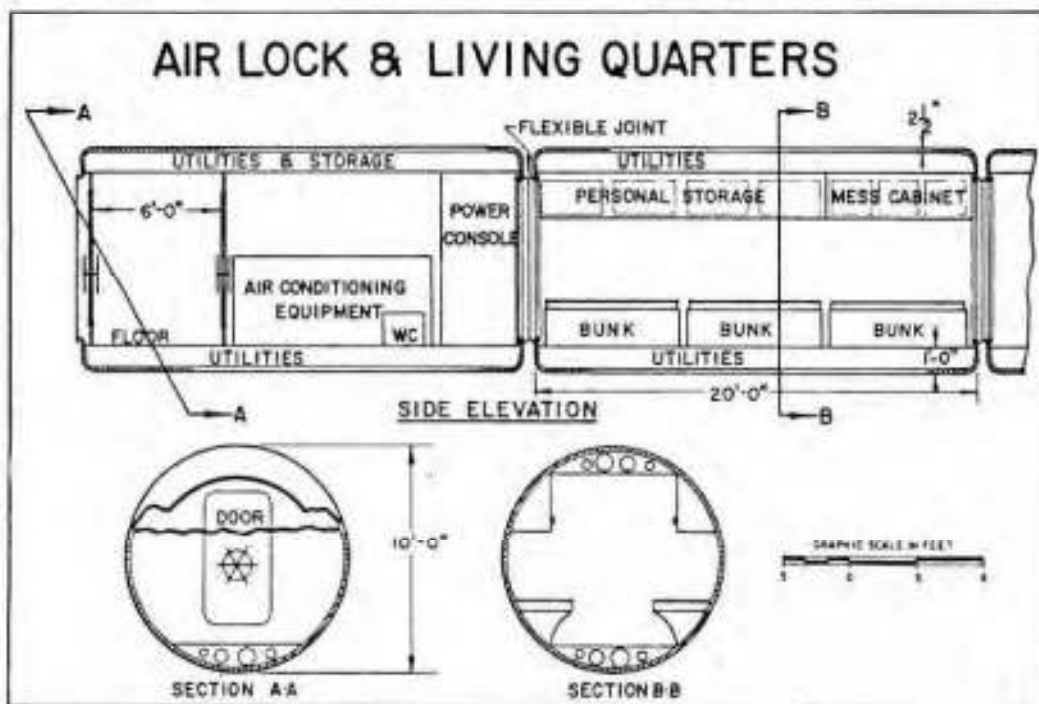 AIR LOCK & LIVING QUARTERS
A
B
2½"
FLEXIBLE JOINT
UTILITIES & STORAGE
UTILITIES
6'-0"
POWER
CONSOLE
PERSONAL STORAGE
MESS CABINET
AIR CONDITIONING
EQUIPMENT
WC
FLOOR
BUNK
BUNK
BUNK
UTILITIES
UTILITIES
1'-0"
20'-0"
A
SIDE ELEVATION
B
DOOR
10'-0"
GRAPHIC SCALE IN FEET
SECTION A-A
SECTION B-B